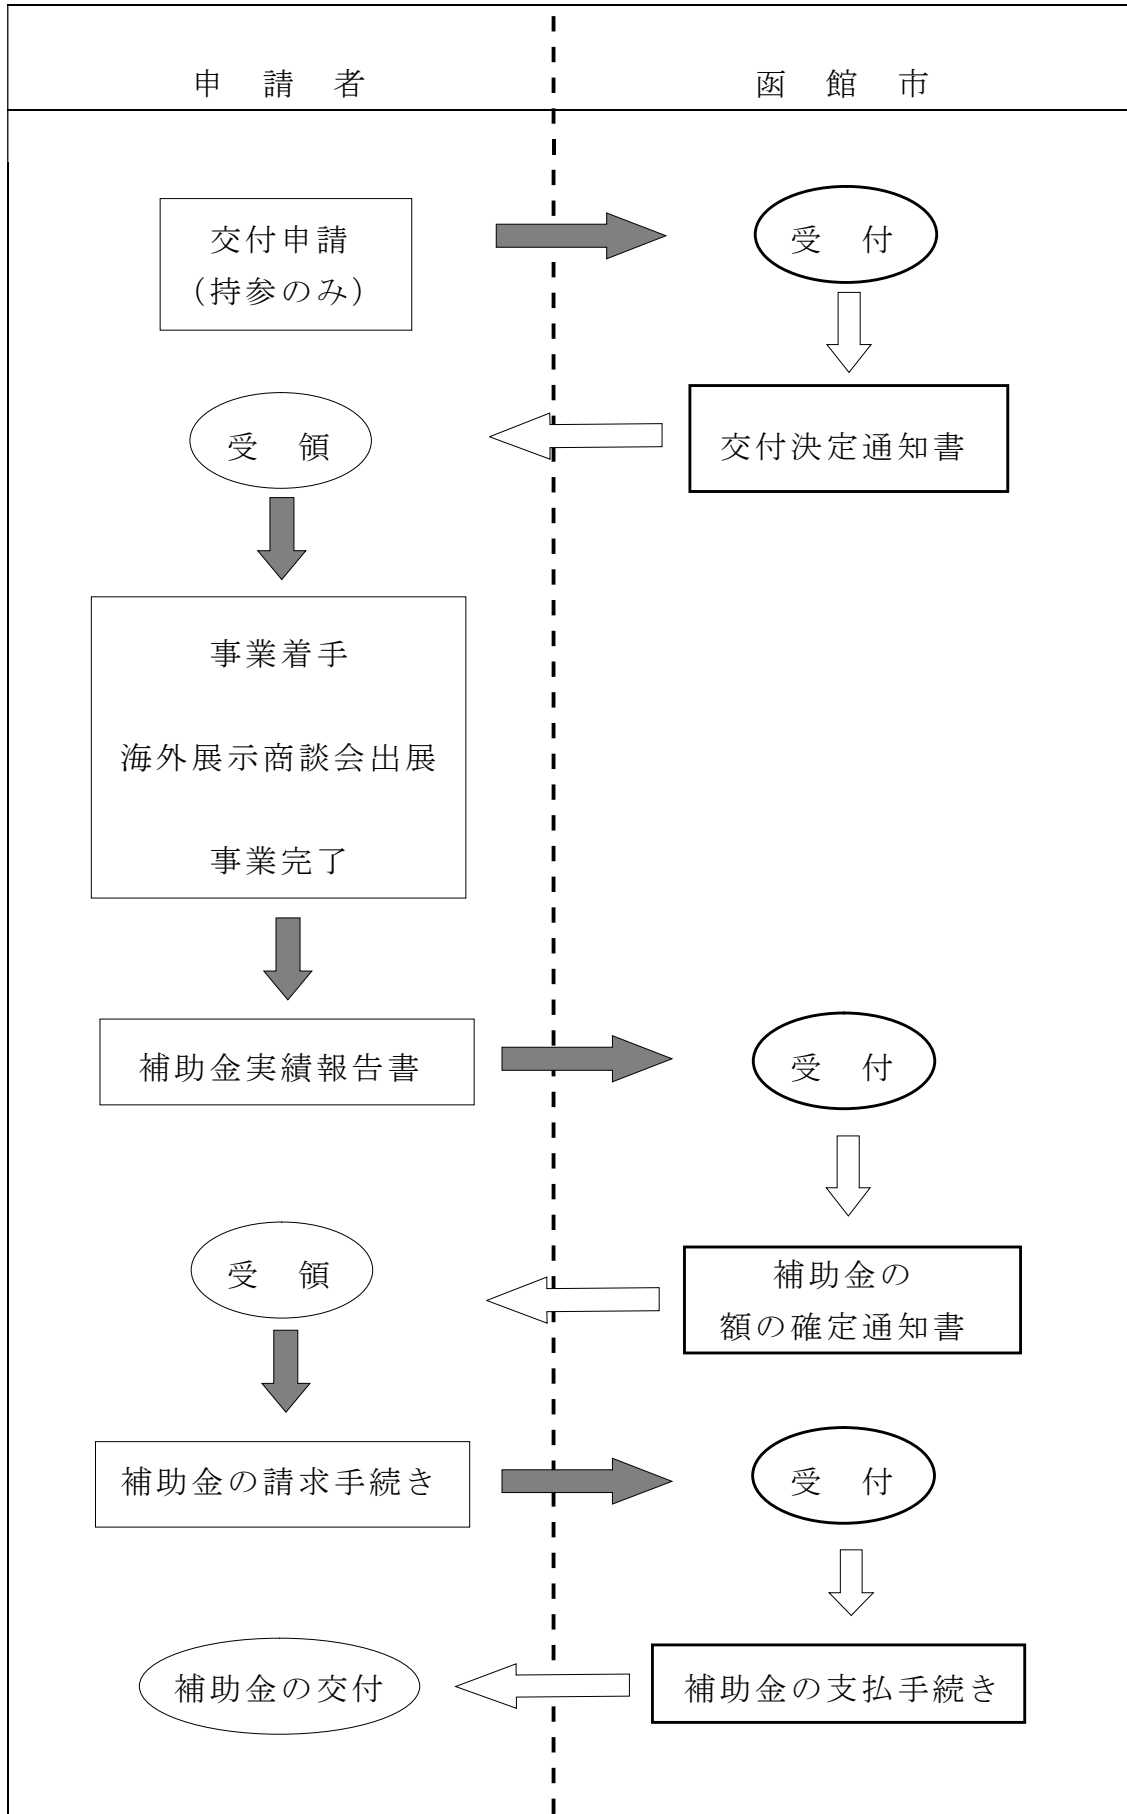 申　請　者
函　館　市
交付申請
（持参のみ）
受　付
交付決定通知書
受　領
事業着手
海外展示商談会出展
事業完了
補助金実績報告書
受　付
補助金の
額の確定通知書
受　領
補助金の請求手続き
受　付
補助金の支払手続き
補助金の交付